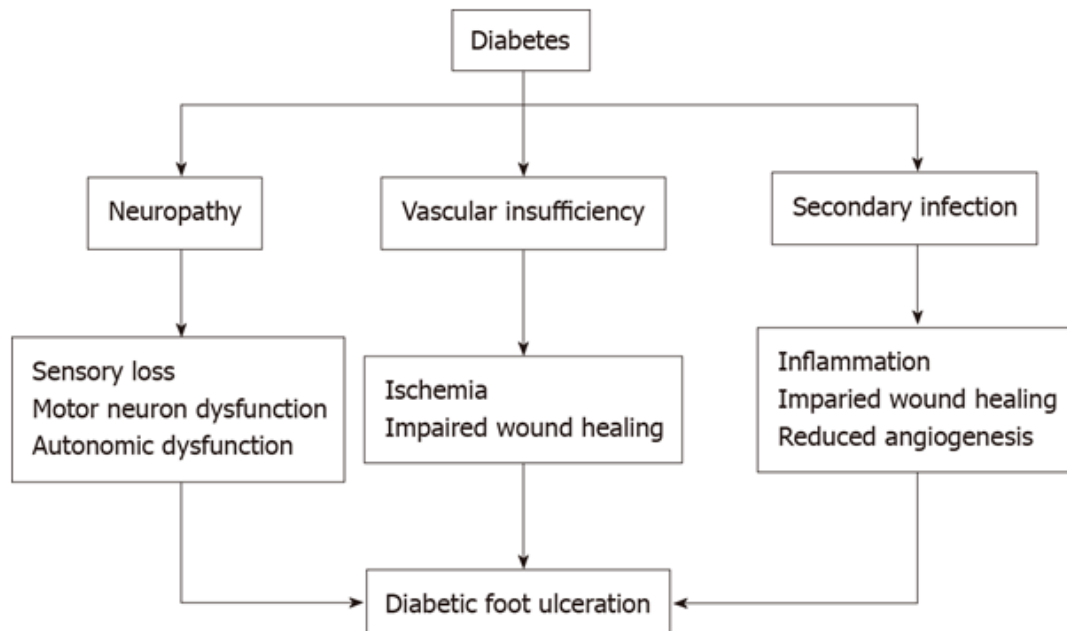 Diabetes
Neuropathy
Vascular insufficiency
Secondary infection
Sensory loss
Motor neuron dysfunction
Autonomic dysfunction
Ischemia
Impaired wound healing
Inflammation
Imparied wound healing
Reduced angiogenesis
Diabetic foot ulceration